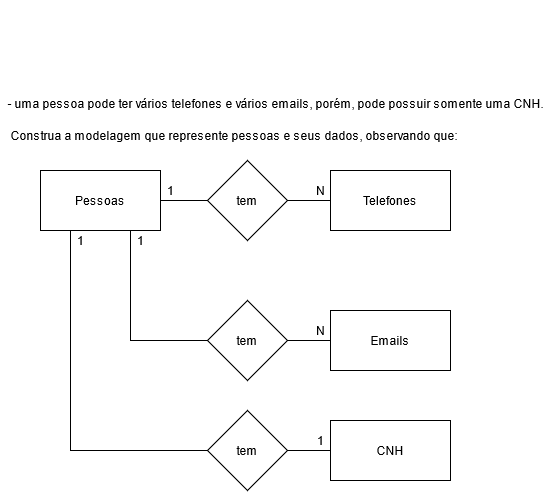 - uma pessoa pode ter vários telefones e vários emails, porém, pode possuir somente uma CNH.
Construa a modelagem que represente pessoas e seus dados, observando que:
Pessoas
1
tem
N
Telefones
1
1
tem
N
Emails
tem
1
CNH